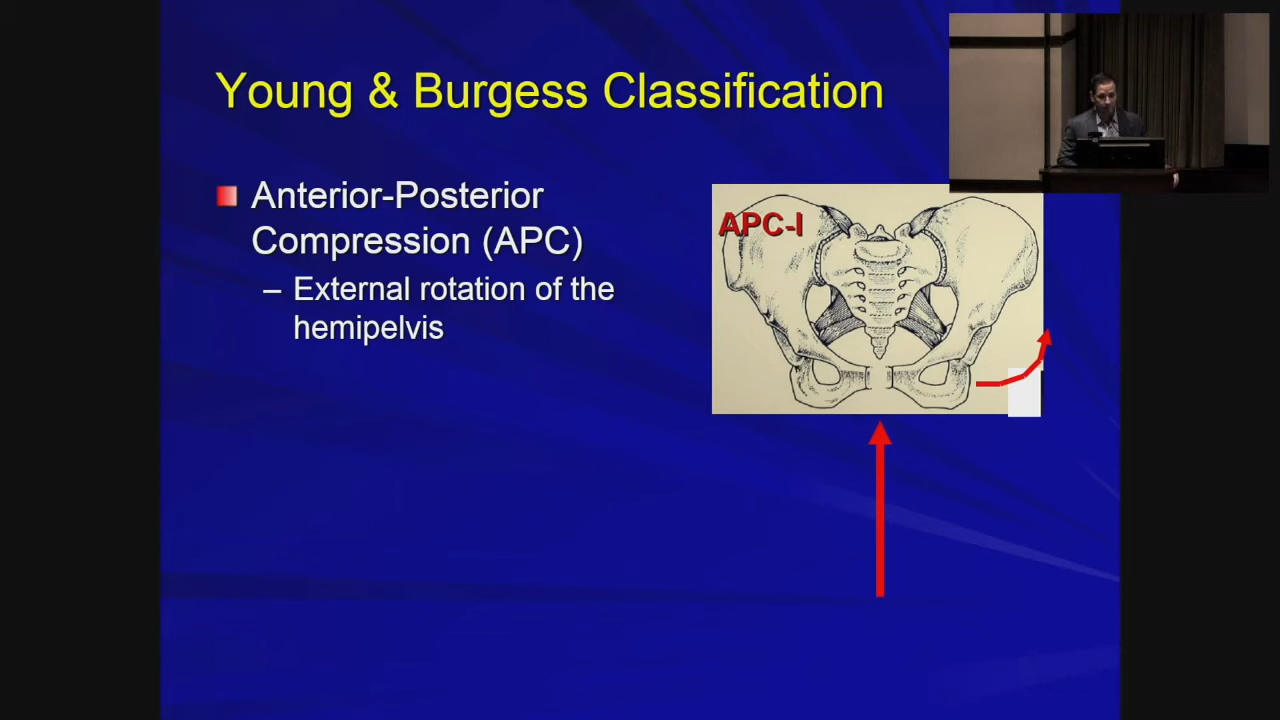 Young & Burgess Classification
Anterior-Posterior
Compression (APC)
– External rotation of the
hemipelvis
APC-I